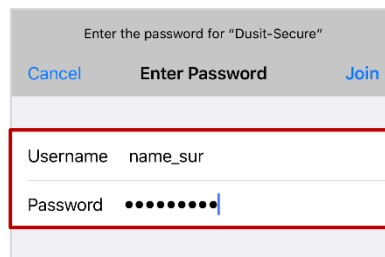 Enter the password for “Dusit-Secure”
Cancel Enter Password Join
Username name_sur
Password •••••••••